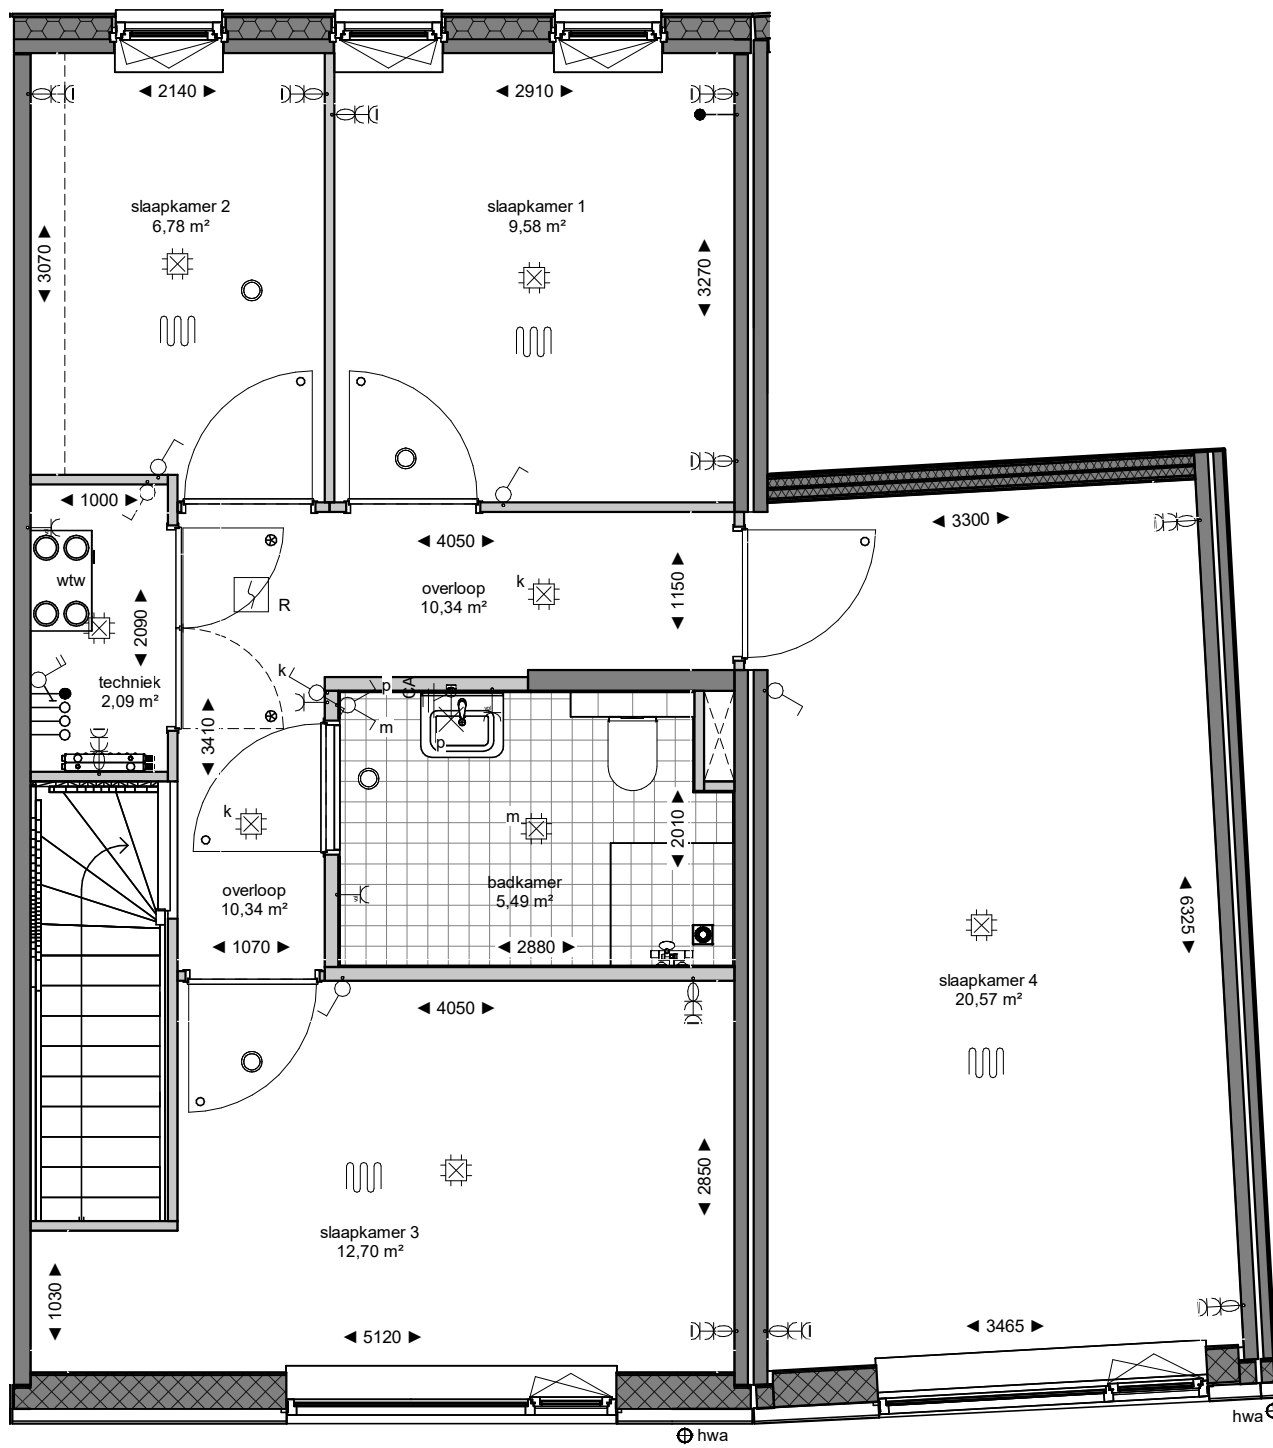 2140
2910
slaapkamer 2
6,78 m²
slaapkamer 1
9,58 m²
3070
3270
1000
3300
4050
wtw
overloop
10,34 m²
k
1150
R
2090
techniek
2,09 m²
k
p
CA
m
3410
p
k
m
2010
badkamer
5,49 m²
overloop
10,34 m²
1070
2880
6325
slaapkamer 4
20,57 m²
4050
2850
slaapkamer 3
12,70 m²
1030
5120
3465
hwa
hwa